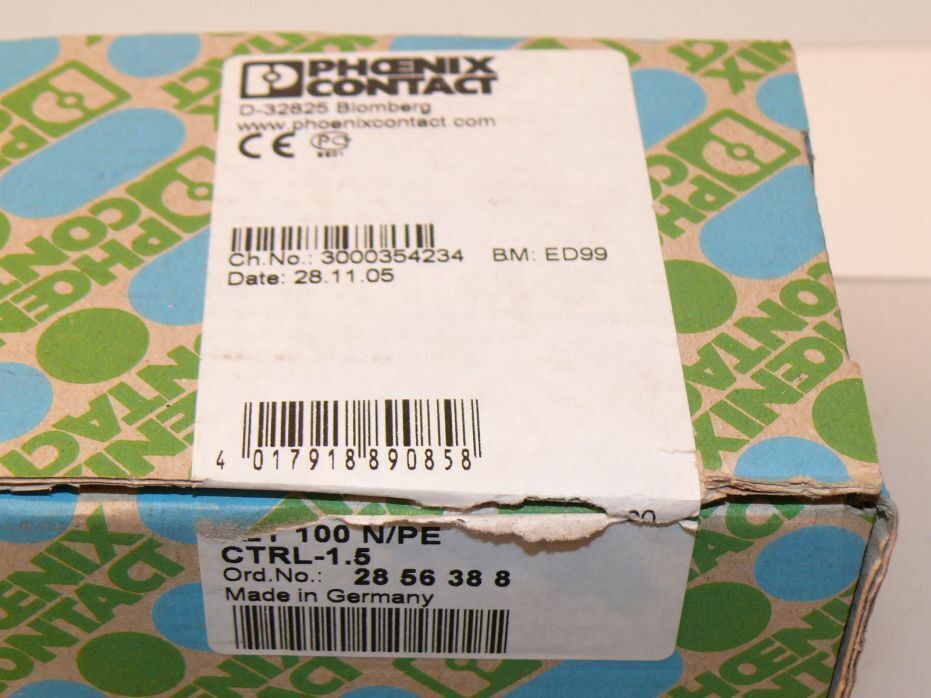 PHŒNIX
CONTACT
D-32825 Blomberg
www.phoenixcontact.com
CE
Ch.No.: 3000354234 BM: ED99
Date: 28.11.05
4 017918 890858
100 N/PE
CTRL-1.5
Ord.No.: 28 56 38 8
Made in Germany